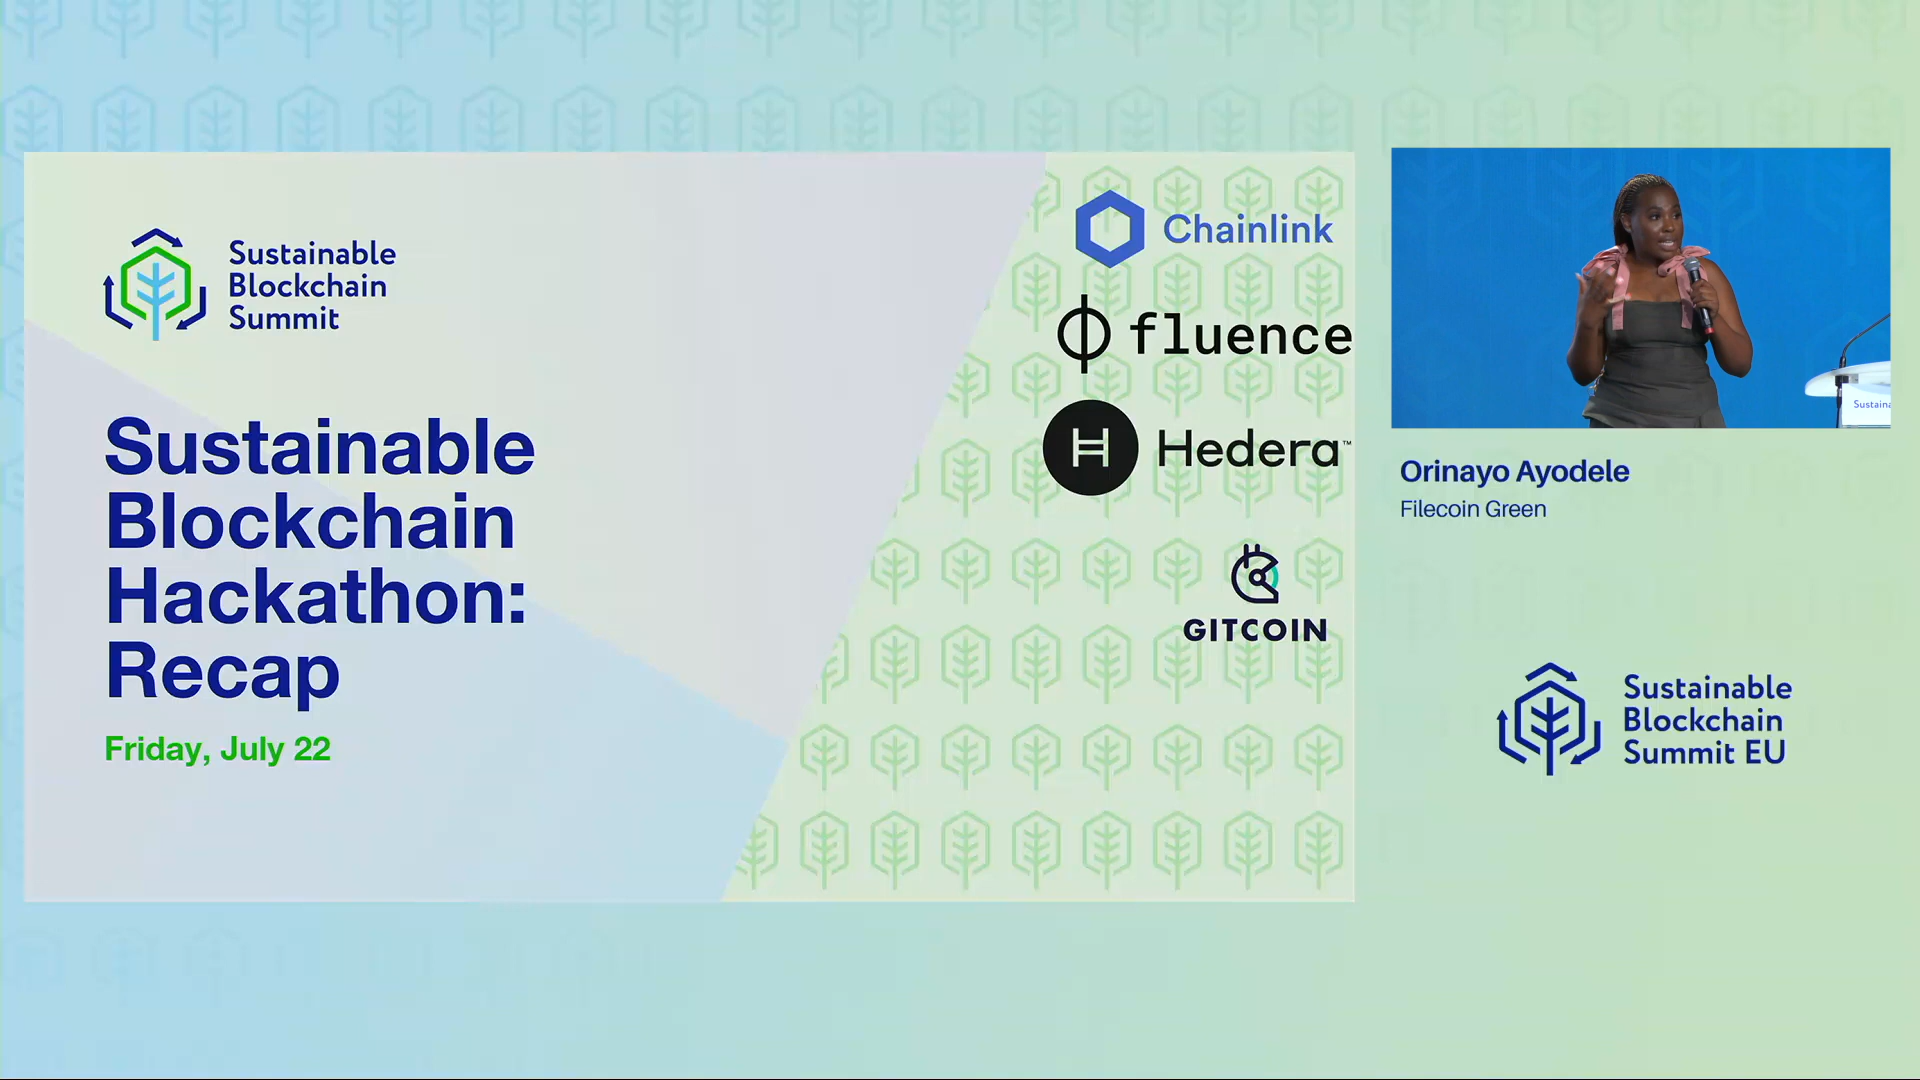 Sustainable
Blockchain
Summit
Sustainable
Blockchain
Hackathon:
Recap
Friday, July 22
Chainlink
fluence
Hedera™
GITCOIN
Orinayo Ayodele
Filecoin Green
Sustainable
Blockchain
Summit EU